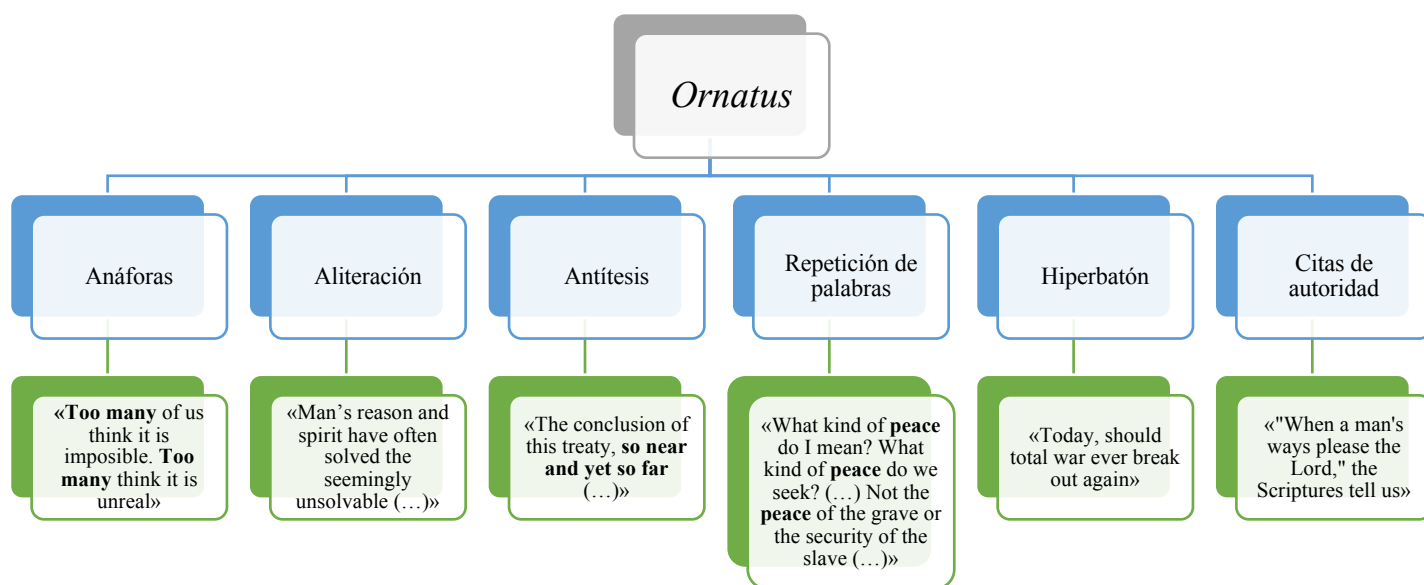 Ornatus
Anáforas
Aliteración
Antítesis
Repetición de
palabras
Hiperbatón
Citas de
autoridad
«Too many of us
think it is
imposible. Too
many think it is
unreal»
«Man’s reason and
spirit have often
solved the
seemingly
unsolvable (…)»
«The conclusion of
this treaty, so near
and yet so far
(…)»
«What kind of peace
do I mean? What
kind of peace do we
seek? (…) Not the
peace of the grave or
the security of the
slave (…)»
«Today, should
total war ever break
out again»
«"When a man's
ways please the
Lord," the
Scriptures tell us»